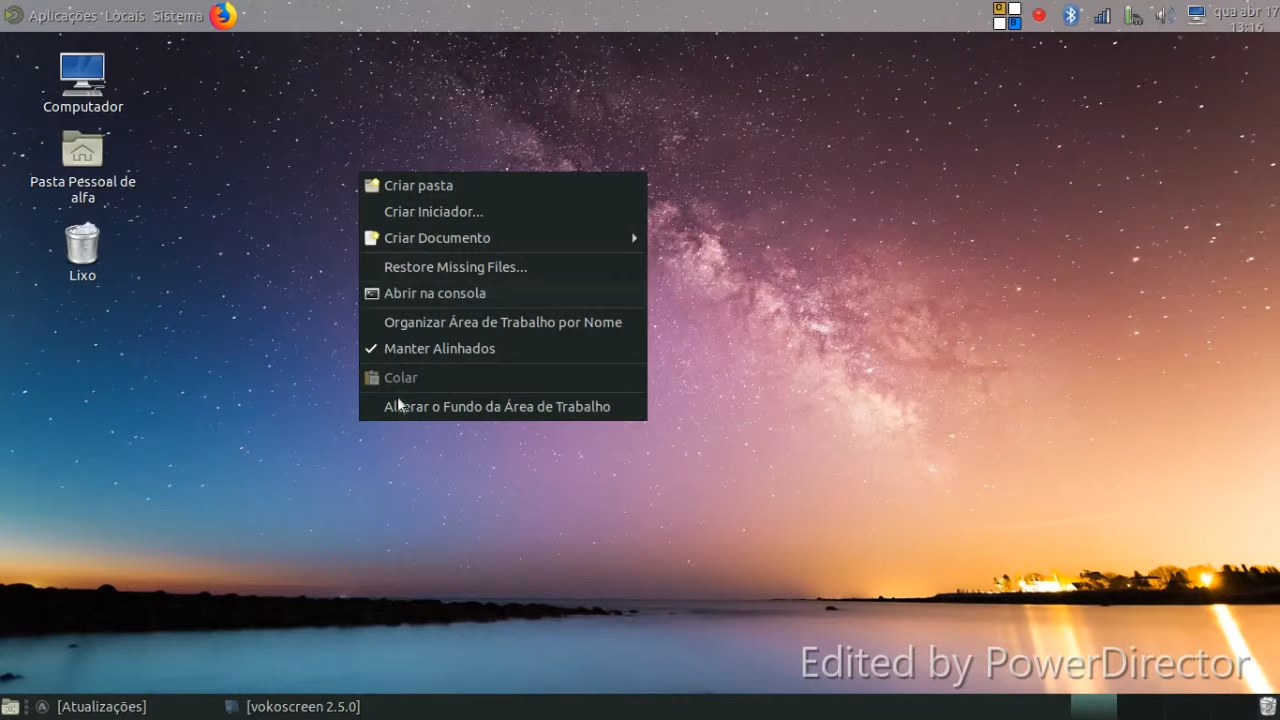 Aplicações Locais Sistema
O
B
qua abr 17
13:16
Computador
Pasta Pessoal de
alfa
Lixo
Criar pasta
Criar Iniciador...
Criar Documento
Restore Missing Files...
Abrir na consola
Organizar Área de Trabalho por Nome
Manter Alinhados
Colar
Alterar o Fundo da Área de Trabalho
Edited by PowerDirector
[Atualizações]
[vokoscreen 2.5.0]